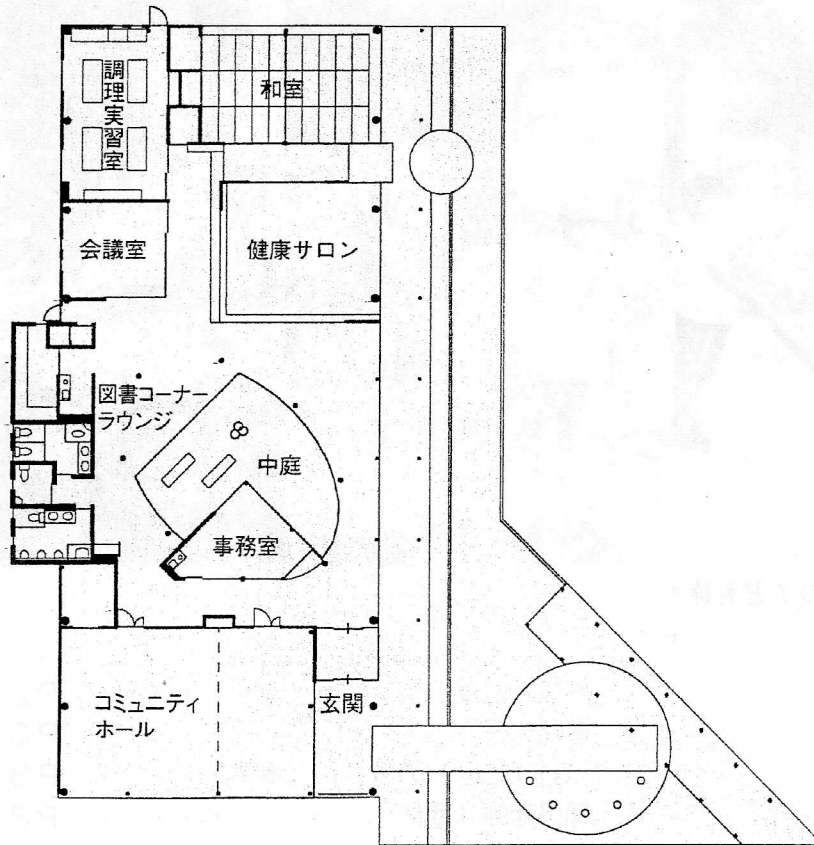 調理実習室
和室
会議室
健康サロン
図書コーナー
ラウンジ
中庭
事務室
コミュニティ
ホール
玄関